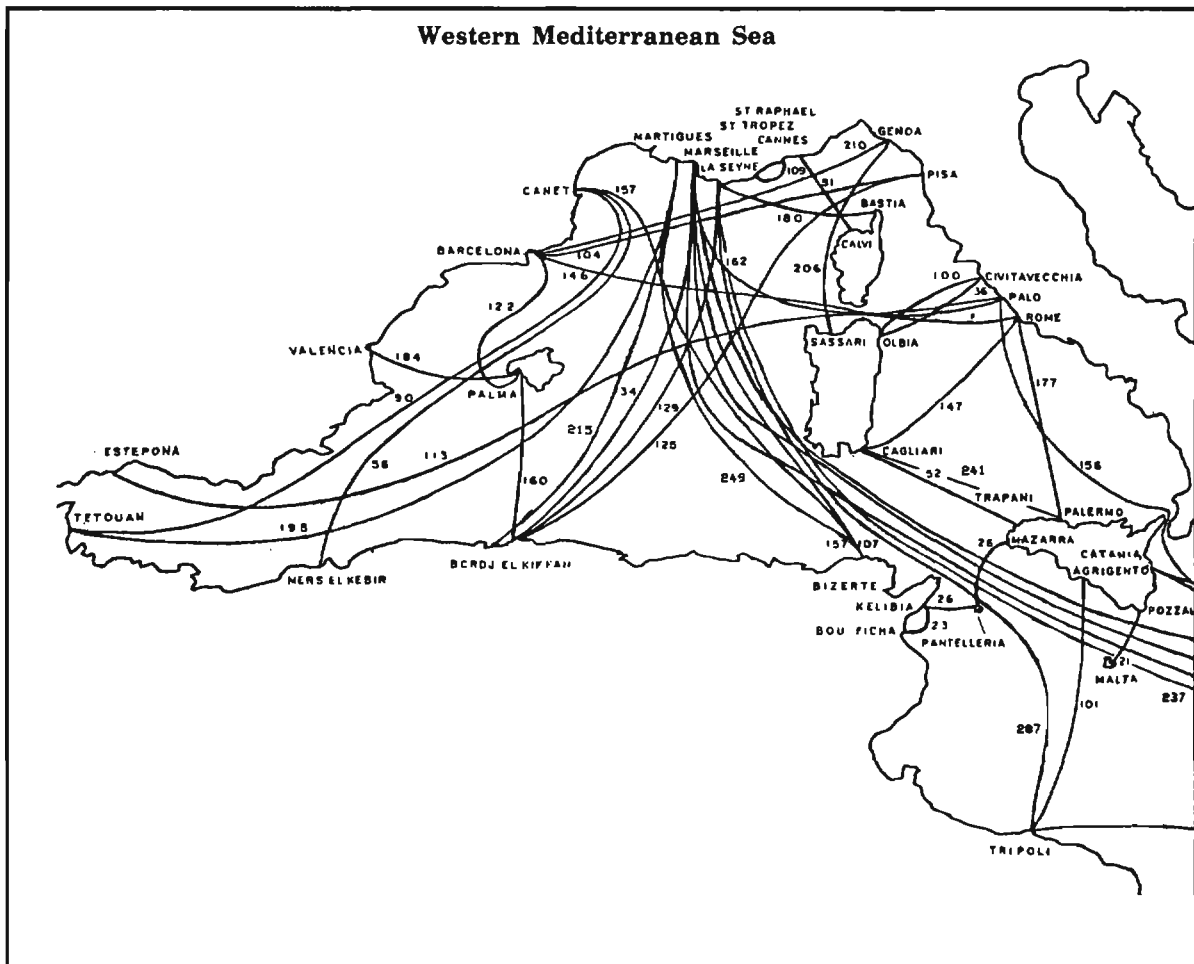 Western Mediterranean Sea
ST RAPHAEL
ST TROPEZ
CANNES
MARTIGUES
MARSEILLE
LA SEYNE
GENOA
210
109
91
PISA
CANET
157
BASTIA
180
CALVI
BARCELONA
104
146
162
206
100
CIVITAVECCHIA
36
PALO
ROME
122
SASSARI
OLBIA
VALENCIA
184
PALMA
90
34
177
129
147
215
125
ESTEPONA
113
56
CAGLIARI
52
241
156
160
249
TRAPANI
PALERMO
TETOUAN
198
MAZARRA
26
157
107
CATANIA
AGRIGENTO
MERS EL KEBIR
BORDJ EL KIFFAN
BIZERTE
KELIBIA
26
POZZAL
BOU FICHA
23
PANTELLERIA
21
MALTA
237
101
287
TRIPOLI